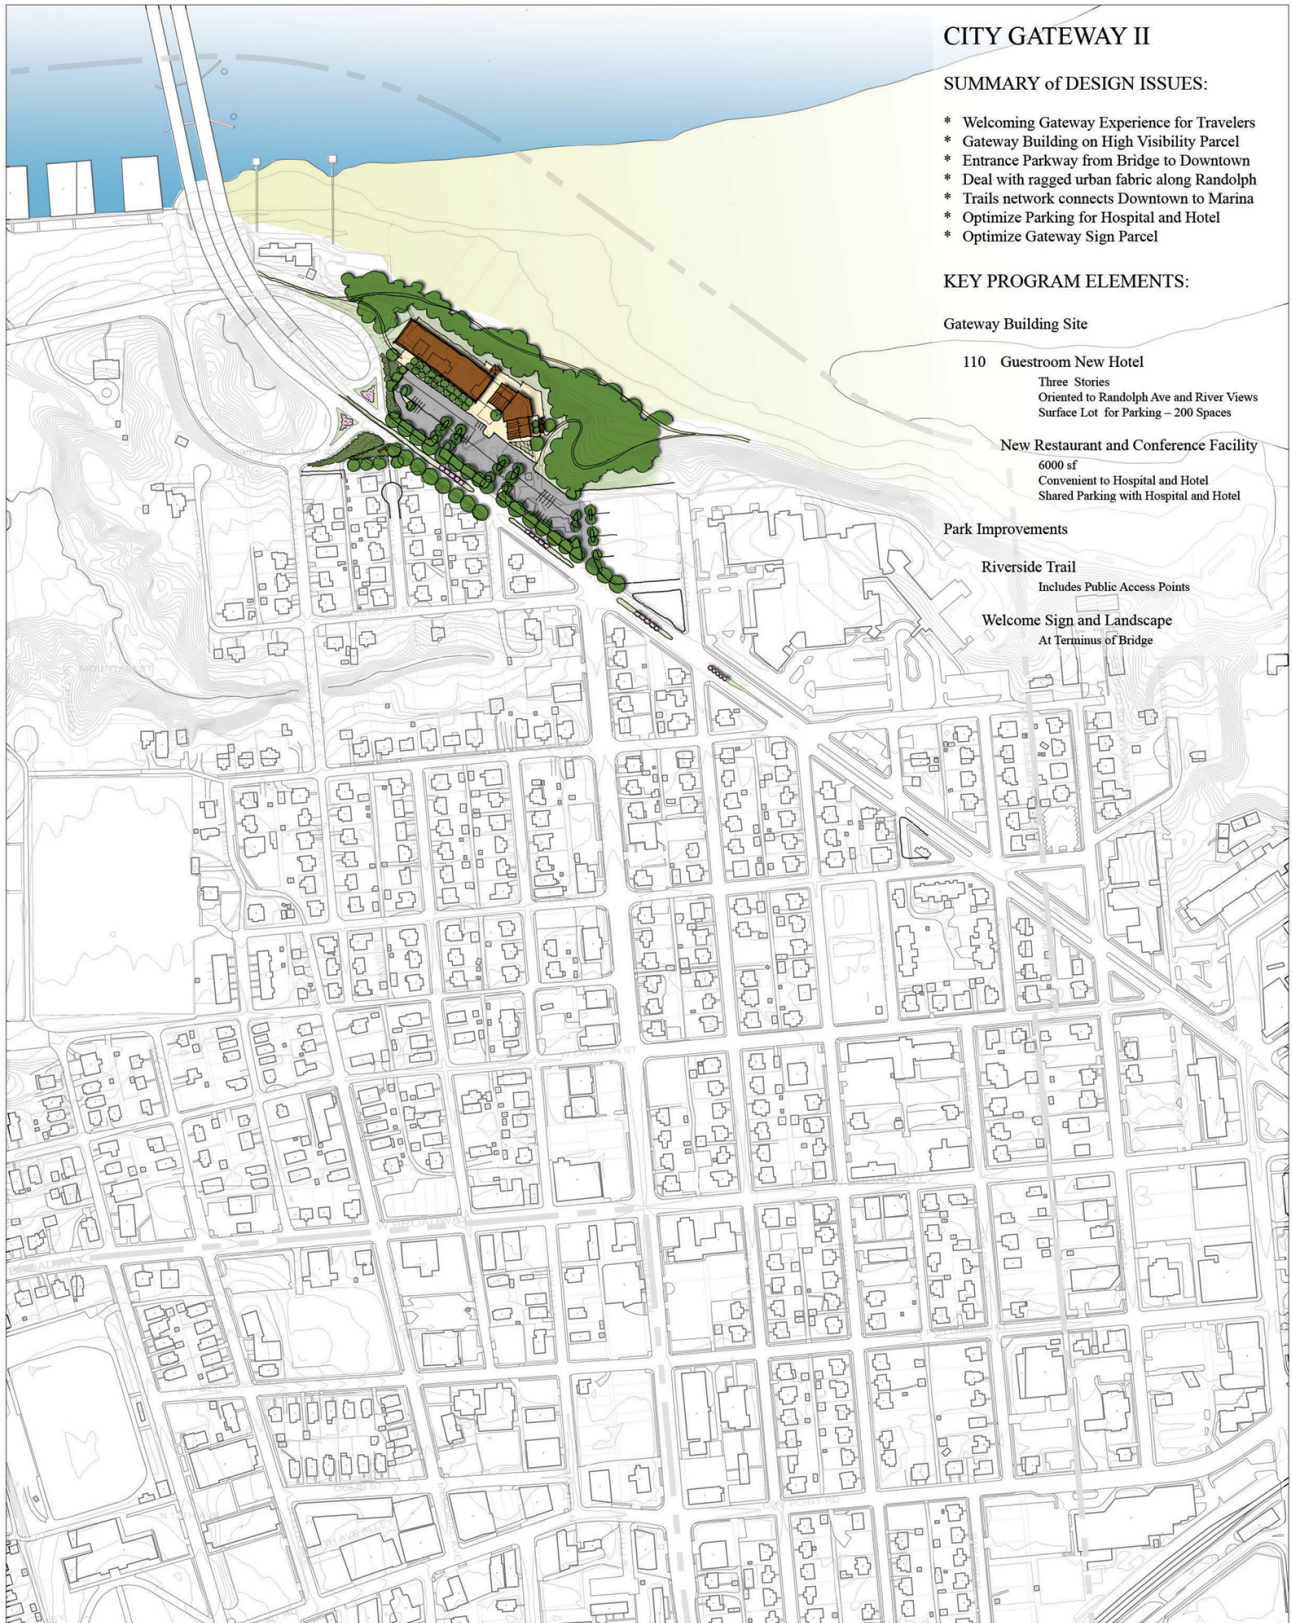 CITY GATEWAY II
SUMMARY of DESIGN ISSUES:
* Welcoming Gateway Experience for Travelers
* Gateway Building on High Visibility Parcel
* Entrance Parkway from Bridge to Downtown
* Deal with ragged urban fabric along Randolph
* Trails network connects Downtown to Marina
* Optimize Parking for Hospital and Hotel
* Optimize Gateway Sign Parcel
KEY PROGRAM ELEMENTS:
Gateway Building Site
110 Guestroom New Hotel
Three Stories
Oriented to Randolph Ave and River Views
Surface Lot for Parking – 200 Spaces
New Restaurant and Conference Facility
6000 sf
Convenient to Hospital and Hotel
Shared Parking with Hospital and Hotel
Park Improvements
Riverside Trail
Includes Public Access Points
Welcome Sign and Landscape
At Terminus of Bridge
W BROADWAY
POINT RD